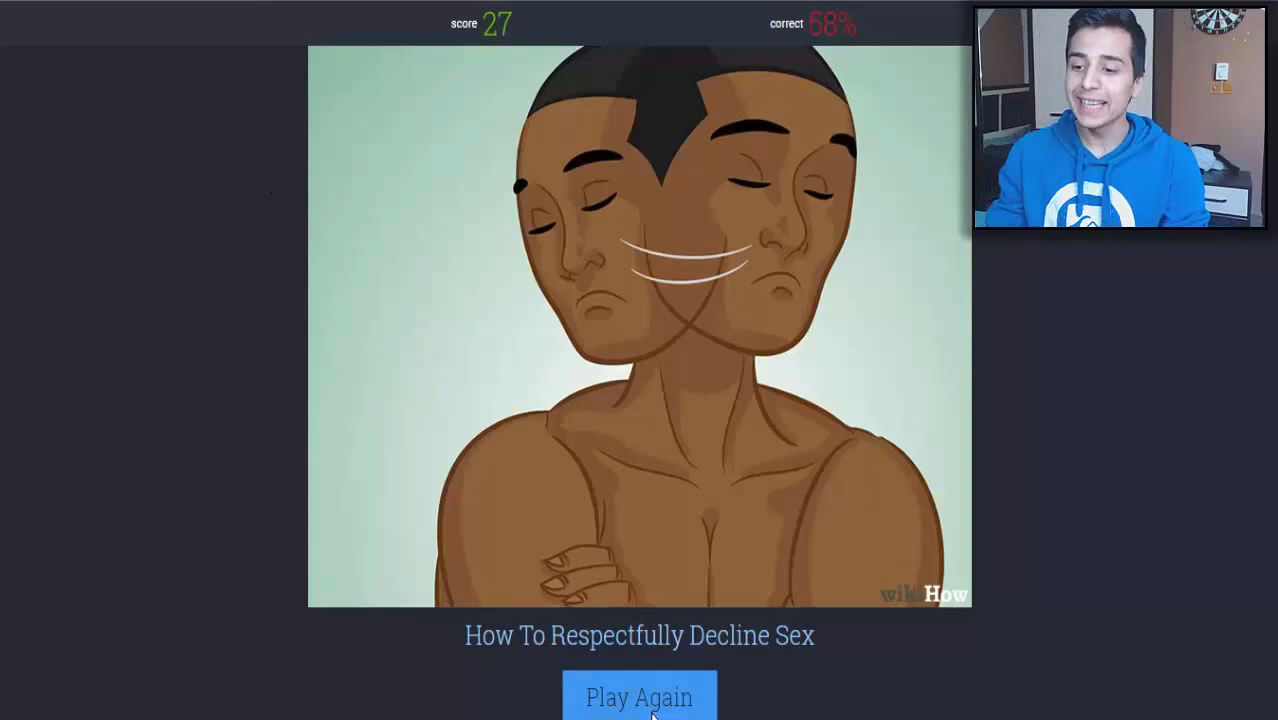 score 27
correct 58%
wikiHow
How To Respectfully Decline Sex
Play Again